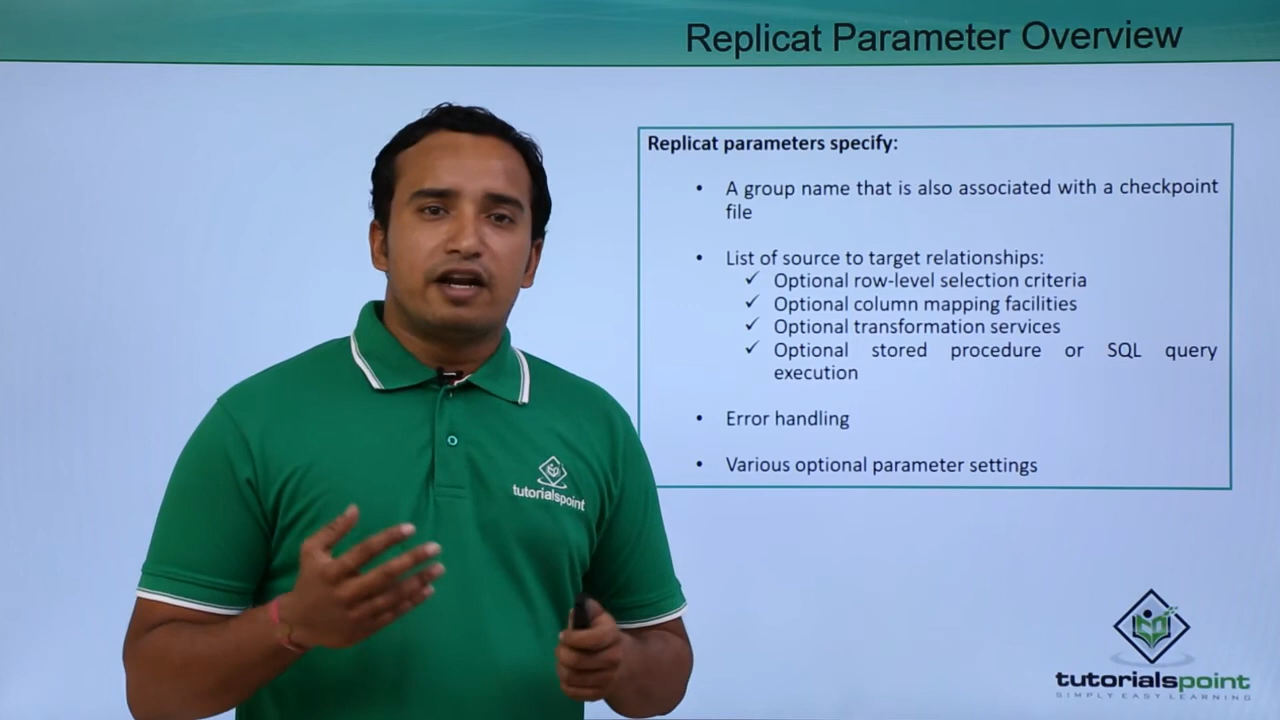 Replicat Parameter Overview
Replicat parameters specify:
• A group name that is also associated with a checkpoint
file
• List of source to target relationships:
✓ Optional row-level selection criteria
✓ Optional column mapping facilities
✓ Optional transformation services
✓ Optional stored procedure or SQL query
execution
• Error handling
• Various optional parameter settings
tutorialspoint
tutorialspoint
SIMPLY EASY LEARNING